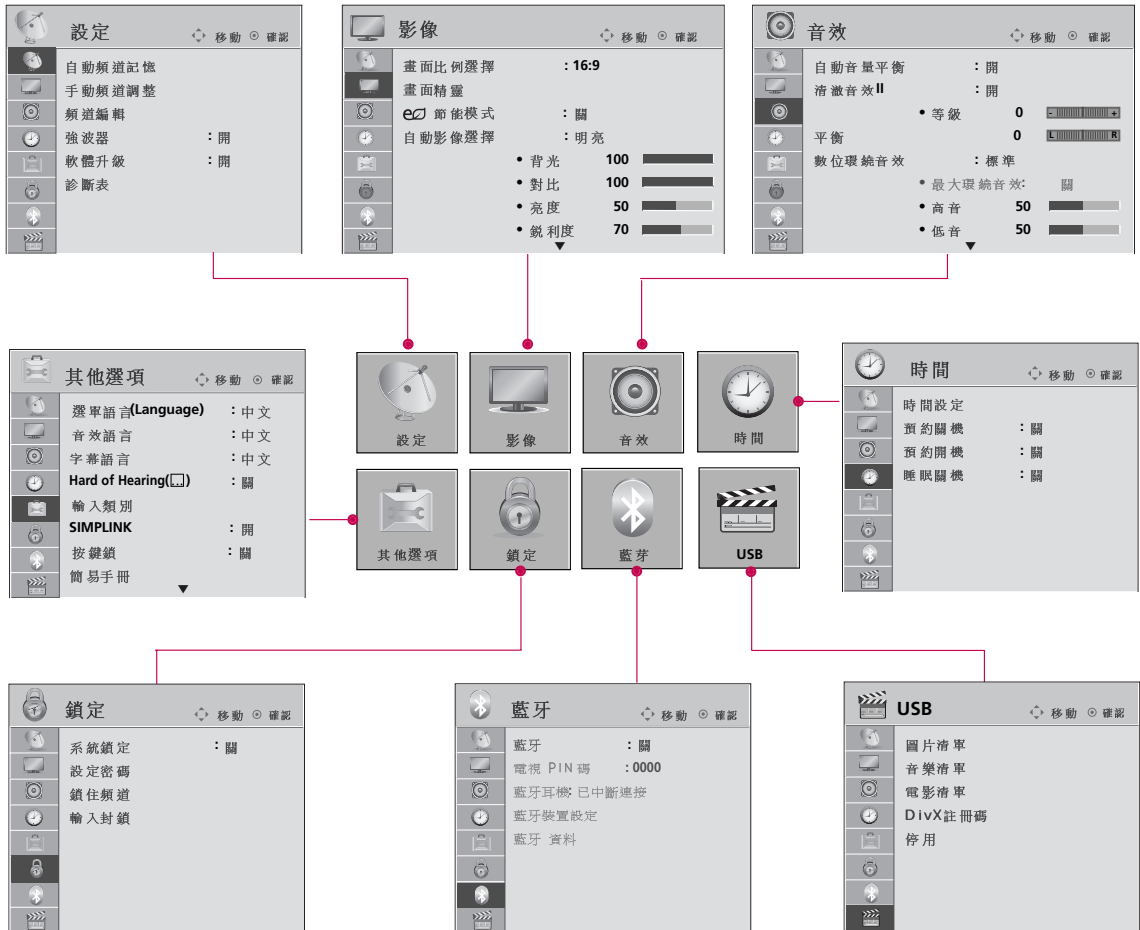 設定 移動 ⊙ 確認
自動頻道記憶
手動頻道調整
頻道編輯
強波器 : 開
軟體升級 : 開
診斷表
影像 移動 ⊙ 確認
畫面比例選擇 : 16:9
畫面精靈
eco 節能模式 : 關
自動影像選擇 : 明亮
• 背光 100
• 對比 100
• 亮度 50
• 銳利度 70
▼
音效 移動 ⊙ 確認
自動音量平衡 : 開
清澈音效II : 開
• 等級 0 - +
平衡 0 L R
數位環繞音效 : 標準
• 最大環繞音效: 關
• 高音 50
• 低音 50
▼
其他選項 移動 ⊙ 確認
選單語言(Language) : 中文
音效語言 : 中文
字幕語言 : 中文
Hard of Hearing( ) : 關
輸入類別
SIMPLINK : 開
按鍵鎖 : 關
簡易手冊
▼
設定
影像
音效
時間
其他選項
鎖定
藍芽
USB
時間 移動 ⊙ 確認
時間設定
預約關機 : 關
預約開機 : 關
睡眠關機 : 關
鎖定 移動 ⊙ 確認
系統鎖定 : 關
設定密碼
鎖住頻道
輸入封鎖
藍牙 移動 ⊙ 確認
藍牙 : 關
電視 PIN 碼 : 0000
藍牙耳機: 已中斷連接
藍牙裝置設定
藍牙 資料
USB 移動 ⊙ 確認
圖片清單
音樂清單
電影清單
DivX註冊碼
停用